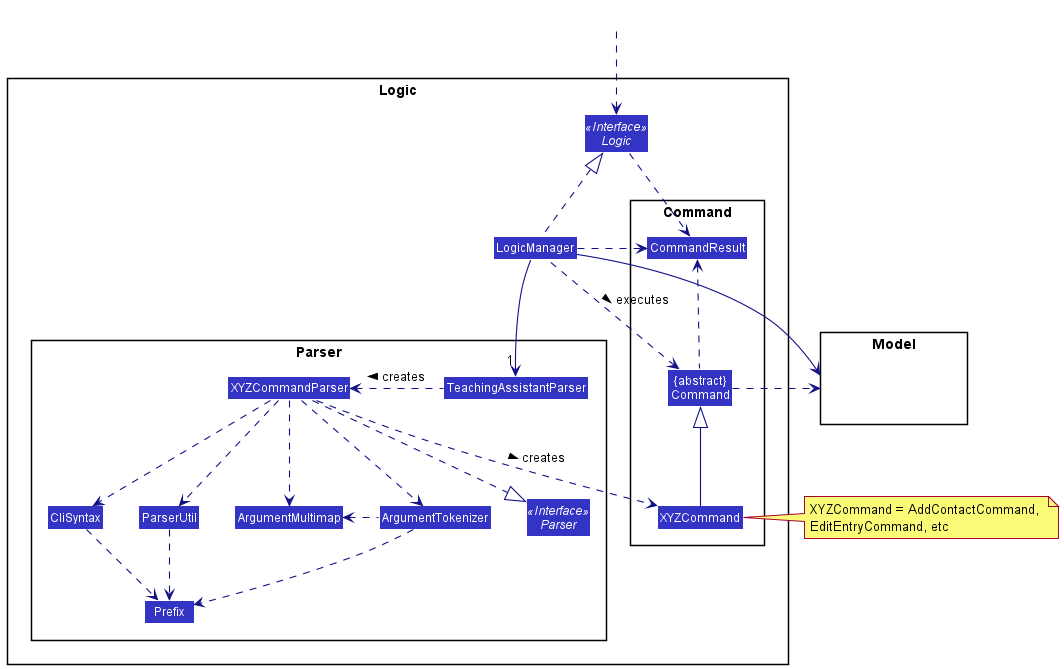 Logic
«Interface»
Logic
Command
LogicManager
CommandResult
executes
Model
Parser
1
creates
XYZCommandParser
TeachingAssistantParser
{abstract}
Command
creates
CliSyntax
ParserUtil
ArgumentMultimap
ArgumentTokenizer
«Interface»
Parser
XYZCommand
XYZCommand = AddContactCommand,
EditEntryCommand, etc
Prefix